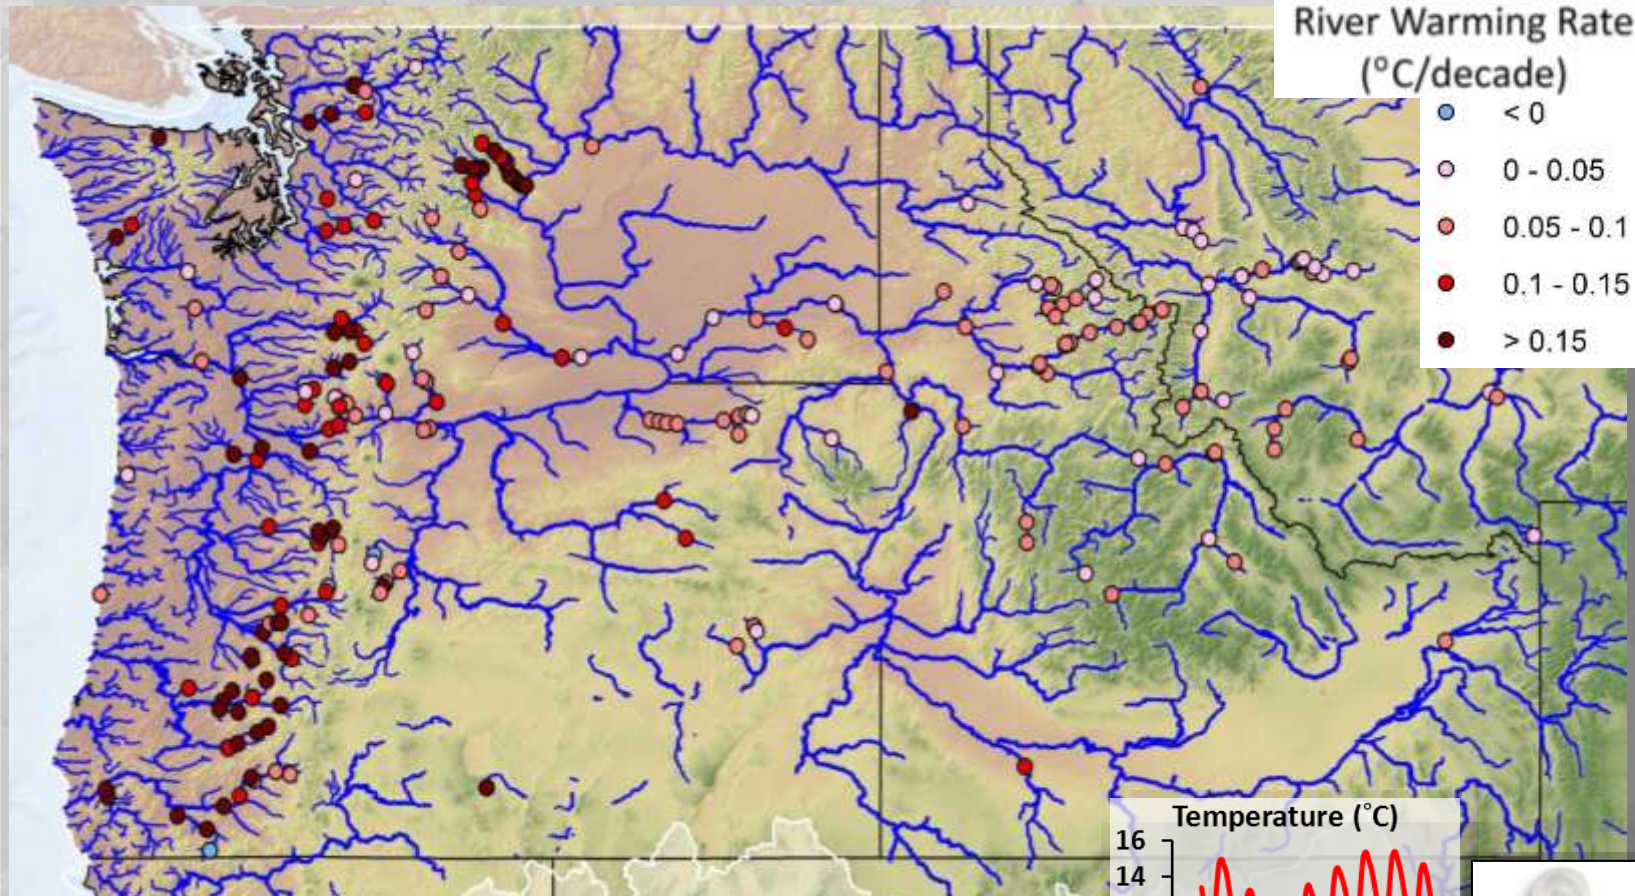 River Warming Rate
(°C/decade)
< 0
0 - 0.05
0.05 - 0.1
0.1 - 0.15
> 0.15
Temperature (°C)
16
14